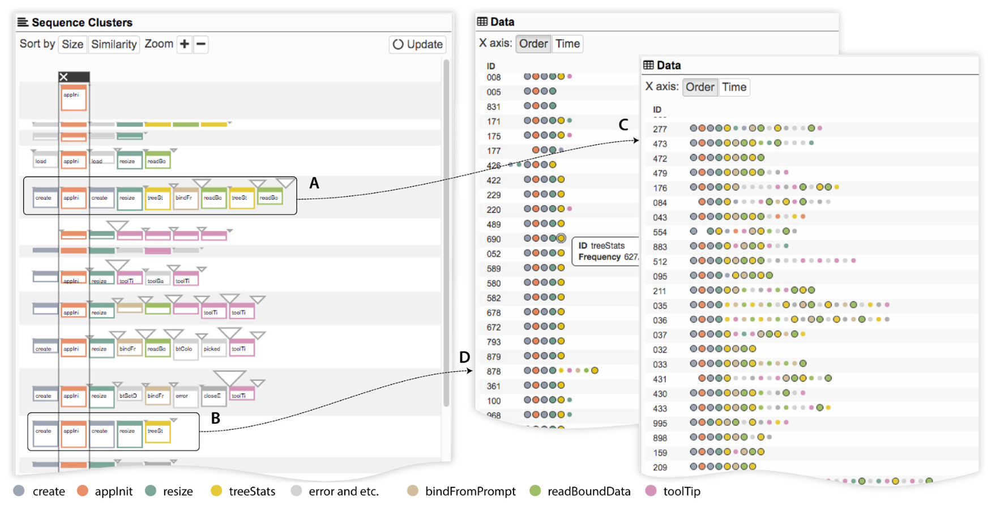 Sequence Clusters
Sort by Size Similarity Zoom + − Update
appIni
load appIni load resize readBo
create appIni create resize treeSt bindFr readBo treeSt readBo
A
appIni resize toolTi toolBa toolTi
appIni resize toolTi toolTi
create appIni resize bindFr readBo btColo picked toolTi
create appIni resize btSetD bindFr error closeE toolTi
create appIni create resize treeSt
B
Data
X axis: Order Time
ID
008
005
831
171
175
177
426
422
229
220
489
690
052
589
580
582
678
672
793
879
878
361
100
968
ID treeStats
Frequency 627.
C
D
Data
X axis: Order Time
ID
277
473
472
479
176
084
043
554
883
512
095
211
035
036
037
032
033
431
430
433
995
898
159
209
create appInit resize treeStats error and etc. bindFromPrompt readBoundData toolTip